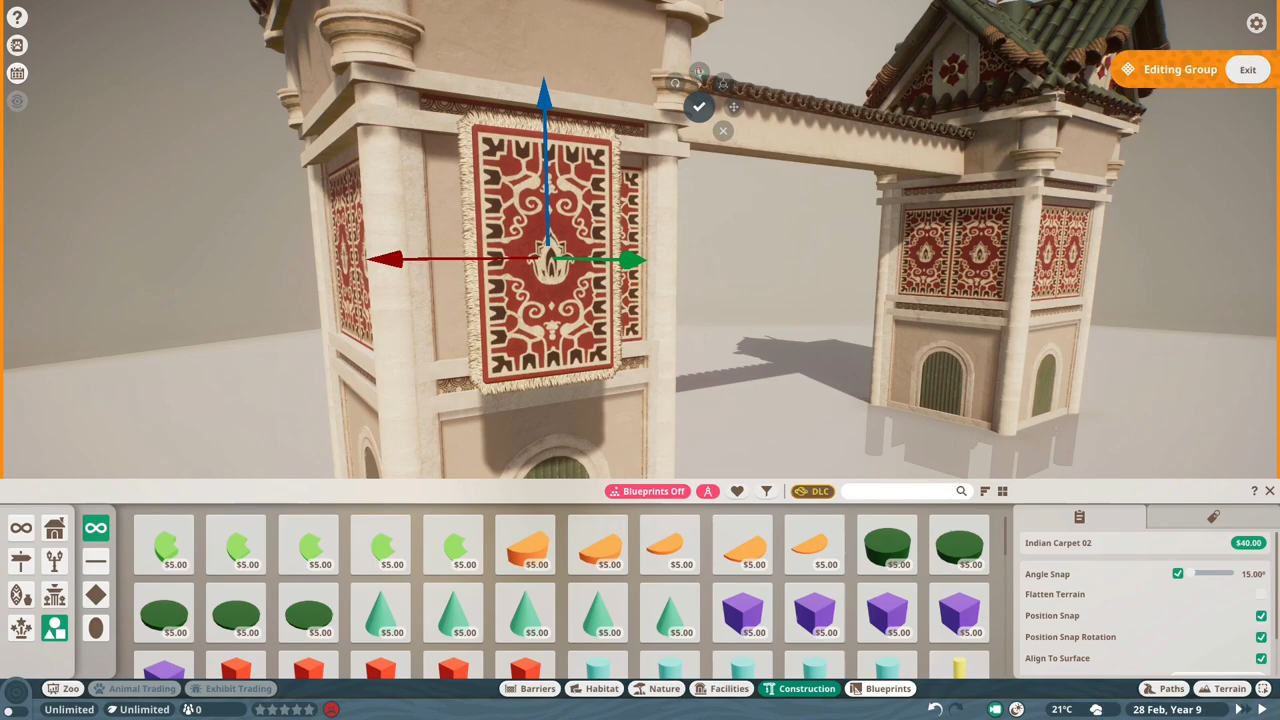 Editing Group
Exit
Blueprints Off
DLC
Indian Carpet 02
$40.00
$5.00 $5.00 $5.00 $5.00 $5.00 $5.00 $5.00 $5.00 $5.00 $5.00 $5.00 $5.00
Angle Snap
15.00°
Flatten Terrain
Position Snap
$5.00 $5.00 $5.00 $5.00 $5.00 $5.00 $5.00 $5.00 $5.00 $5.00 $5.00 $5.00
Position Snap Rotation
Align To Surface
Zoo
Animal Trading
Exhibit Trading
Barriers
Habitat
Nature
Facilities
Construction
Blueprints
Paths
Terrain
Unlimited
Unlimited
0
21°C
28 Feb, Year 9